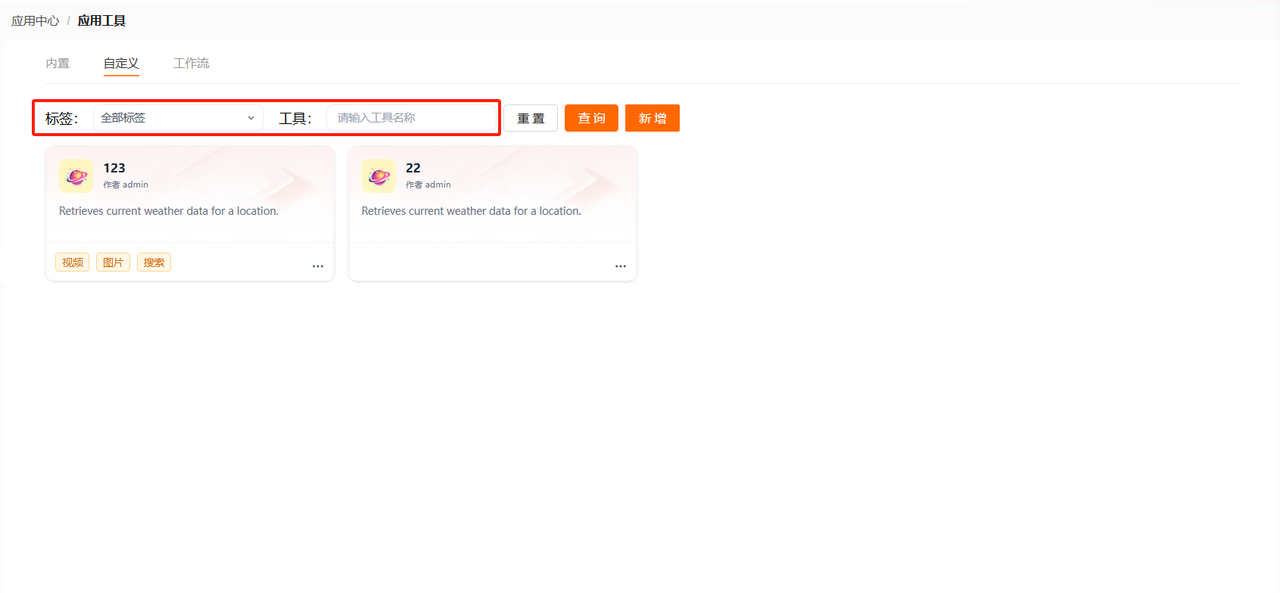 应用中心 / 应用工具
内置 自定义 工作流
标签： 全部标签 工具： 请输入工具名称 重置 查询 新增
123
作者 admin
Retrieves current weather data for a location.
视频 图片 搜索 ...
22
作者 admin
Retrieves current weather data for a location.
...